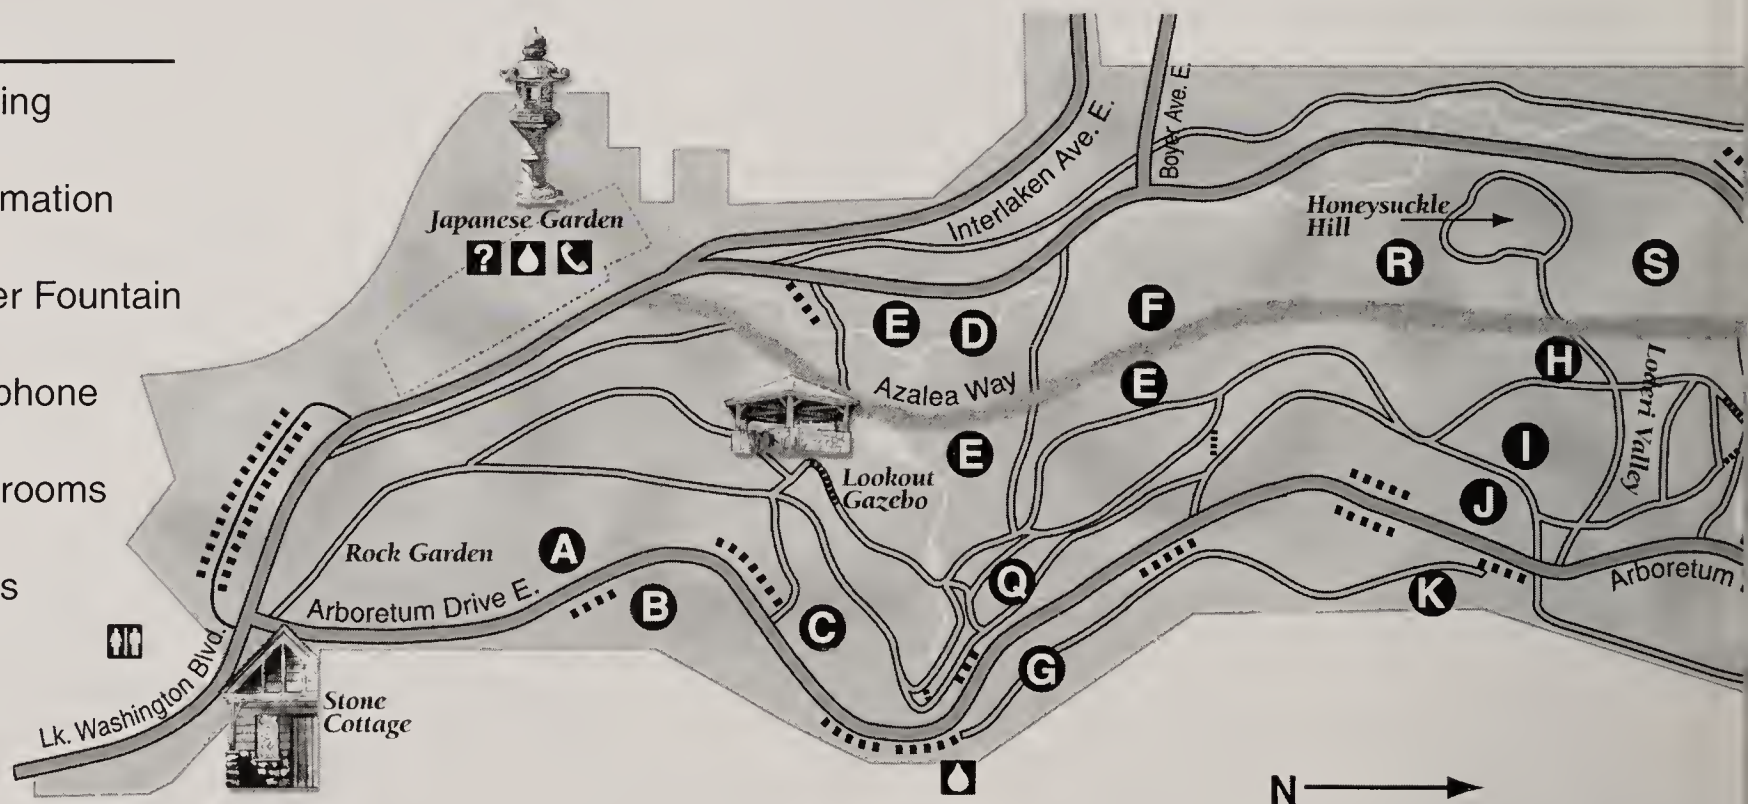 ing
mation
er Fountain
phone
rooms
s
Japanese Garden
?
Interlaken Ave. E.
Boyer Ave. E.
Honeysuckle
Hill
R
S
E
D
F
Azalea Way
E
H
Loderi Valley
E
I
Lookout
Gazebo
J
Rock Garden
A
Arboretum Drive E.
B
C
Q
K
Arboretum
G
Lk. Washington Blvd.
Stone
Cottage
N